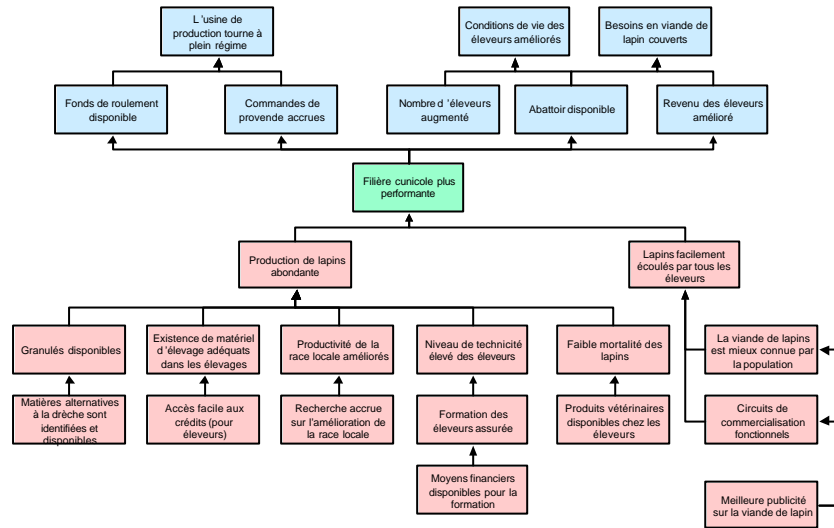 L 'usine de
production tourne à
plein régime
Conditions de vie des
éleveurs améliorés
Besoins en viande de
lapin couverts
Fonds de roulement
disponible
Commandes de
provende accrues
Nombre d 'éleveurs
augmenté
Abattoir disponible
Revenu des éleveurs
amélioré
Filière cunicole plus
performante
Production de lapins
abondante
Lapins facilement
écoulés par tous les
éleveurs
Granulés disponibles
Existence de matériel
d 'élevage adéquats
dans les élevages
Productivité de la
race locale améliorés
Niveau de technicité
élevé des éleveurs
Faible mortalité des
lapins
La viande de lapins
est mieux connue par
la population
Matières alternatives
à la drèche sont
identifiées et
disponibles
Accès facile aux
crédits (pour
éleveurs)
Recherche accrue
sur l'amélioration de
la race locale
Formation des
éleveurs assurée
Produits vétérinaires
disponibles chez les
éleveurs
Circuits de
commercialisation
fonctionnels
Moyens financiers
disponibles pour la
formation
Meilleure publicité
sur la viande de lapin